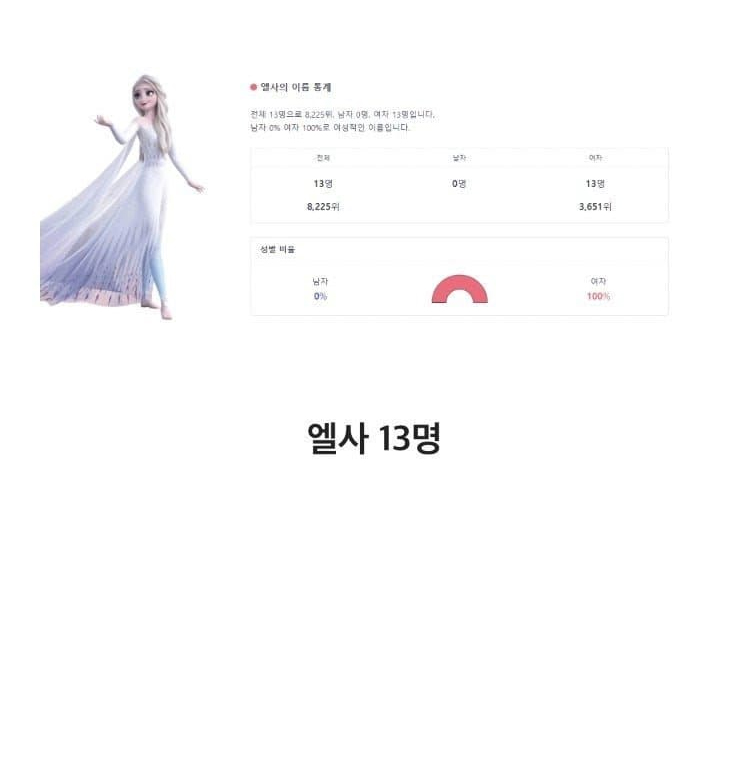 엘사의 이름 통계
전체 13명으로 8,225위, 남자 0명, 여자 13명입니다.
남자 0% 여자 100%로 여성적인 이름입니다.
전체 남자 여자
13명 0명 13명
8,225위 3,651위
성별 비율
남자 여자
0% 100%
엘사 13명